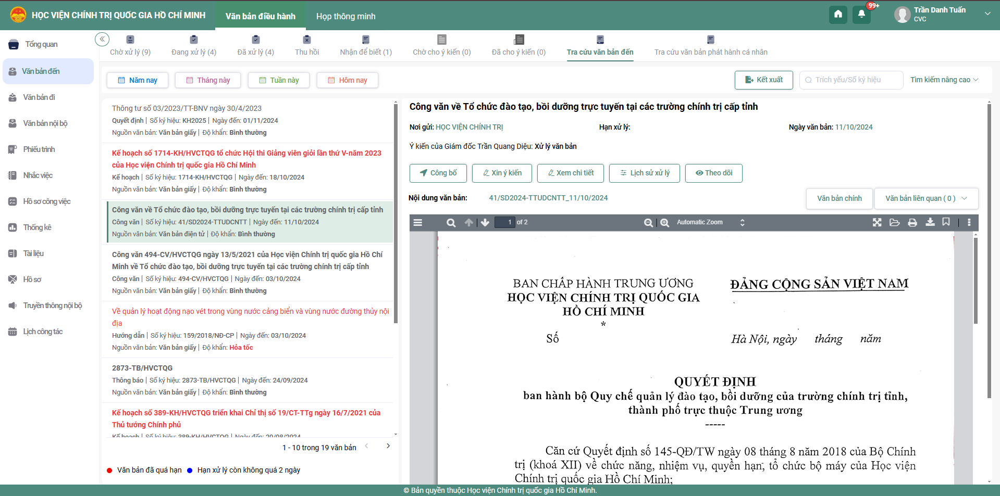 HỌC VIỆN CHÍNH TRỊ QUỐC GIA HỒ CHÍ MINH
Văn bản điều hành
Họp thông minh
99+
Trần Danh Tuấn
CVC
Tổng quan
Văn bản đến
Văn bản đi
Văn bản nội bộ
Phiếu trình
Nhắc việc
Hồ sơ công việc
Thống kê
Tài liệu
Hồ sơ
Truyền thông nội bộ
Lịch công tác
Chờ xử lý (9)
Đang xử lý (4)
Đã xử lý (4)
Thu hồi
Nhận để biết (1)
Chờ cho ý kiến (0)
Đã cho ý kiến (0)
Tra cứu văn bản đến
Tra cứu văn bản phát hành cá nhân
Năm nay
Tháng này
Tuần này
Hôm nay
Kết xuất
Trích yếu/Số ký hiệu
Tìm kiếm nâng cao
Thông tư số 03/2023/TT-BNV ngày 30/4/2023
Quyết định | Số ký hiệu: KH2025 | Ngày đến: 01/11/2024
Nguồn văn bản: Văn bản giấy | Độ khẩn: Bình thường
Kế hoạch số 1714-KH/HVCTQG tổ chức Hội thi Giảng viên giỏi lần thứ V-năm 2023
của Học viện Chính trị quốc gia Hồ Chí Minh
Kế hoạch | Số ký hiệu: 1714-KH/HVCTQG | Ngày đến: 18/10/2024
Nguồn văn bản: Văn bản giấy | Độ khẩn: Bình thường
Công văn về Tổ chức đào tạo, bồi dưỡng trực tuyến tại các trường chính trị cấp tỉnh
Công văn | Số ký hiệu: 41/SD2024-TTUDCNTT | Ngày đến: 11/10/2024
Nguồn văn bản: Văn bản điện tử | Độ khẩn: Bình thường
Công văn 494-CV/HVCTQG ngày 13/5/2021 của Học viện Chính trị quốc gia Hồ Chí
Minh về Tổ chức đào tạo, bồi dưỡng trực tuyến tại các trường chính trị cấp tỉnh
Công văn | Số ký hiệu: 494-CV/HVCTQG | Ngày đến: 03/10/2024
Nguồn văn bản: Văn bản giấy | Độ khẩn: Bình thường
Về quản lý hoạt động nạo vét trong vùng nước cảng biển và vùng nước đường thủy nội
địa
Hướng dẫn | Số ký hiệu: 159/2018/NĐ-CP | Ngày đến: 03/10/2024
Nguồn văn bản: Văn bản giấy | Độ khẩn: Hỏa tốc
2873-TB/HVCTQG
Thông báo | Số ký hiệu: 2873-TB/HVCTQG | Ngày đến: 24/09/2024
Nguồn văn bản: Văn bản giấy | Độ khẩn: Bình thường
Kế hoạch số 389-KH/HVCTQG triển khai Chỉ thị số 19/CT-TTg ngày 16/7/2021 của
Thủ tướng Chính phủ
Kế hoạch | Số ký hiệu: 389-KH/HVCTQG | Ngày đến: 20/08/2024
1 - 10 trong 19 văn bản
Văn bản đã quá hạn
Hạn xử lý còn không quá 2 ngày
Công văn về Tổ chức đào tạo, bồi dưỡng trực tuyến tại các trường chính trị cấp tỉnh
Nơi gửi: HỌC VIỆN CHÍNH TRỊ
Hạn xử lý:
Ngày văn bản: 11/10/2024
Ý kiến của Giám đốc Trần Quang Diệu: Xử lý văn bản
Công bố
Xin ý kiến
Xem chi tiết
Lịch sử xử lý
Theo dõi
Nội dung văn bản:
41/SD2024-TTUDCNTT_11/10/2024
Văn bản chính
Văn bản liên quan ( 0 )
1 of 2
Automatic Zoom
BAN CHẤP HÀNH TRUNG ƯƠNG
HỌC VIỆN CHÍNH TRỊ QUỐC GIA
HỒ CHÍ MINH
*
Số
ĐẢNG CỘNG SẢN VIỆT NAM
Hà Nội, ngày tháng năm
QUYẾT ĐỊNH
ban hành bộ Quy chế quản lý đào tạo, bồi dưỡng của trường chính trị tỉnh,
thành phố trực thuộc Trung ương
-----
Căn cứ Quyết định số 145-QĐ/TW ngày 08 tháng 8 năm 2018 của Bộ Chính
trị (khoá XII) về chức năng, nhiệm vụ, quyền hạn, tổ chức bộ máy của Học viện
Chính trị quốc gia Hồ Chí Minh;
© Bản quyền thuộc Học viện Chính trị quốc gia Hồ Chí Minh.